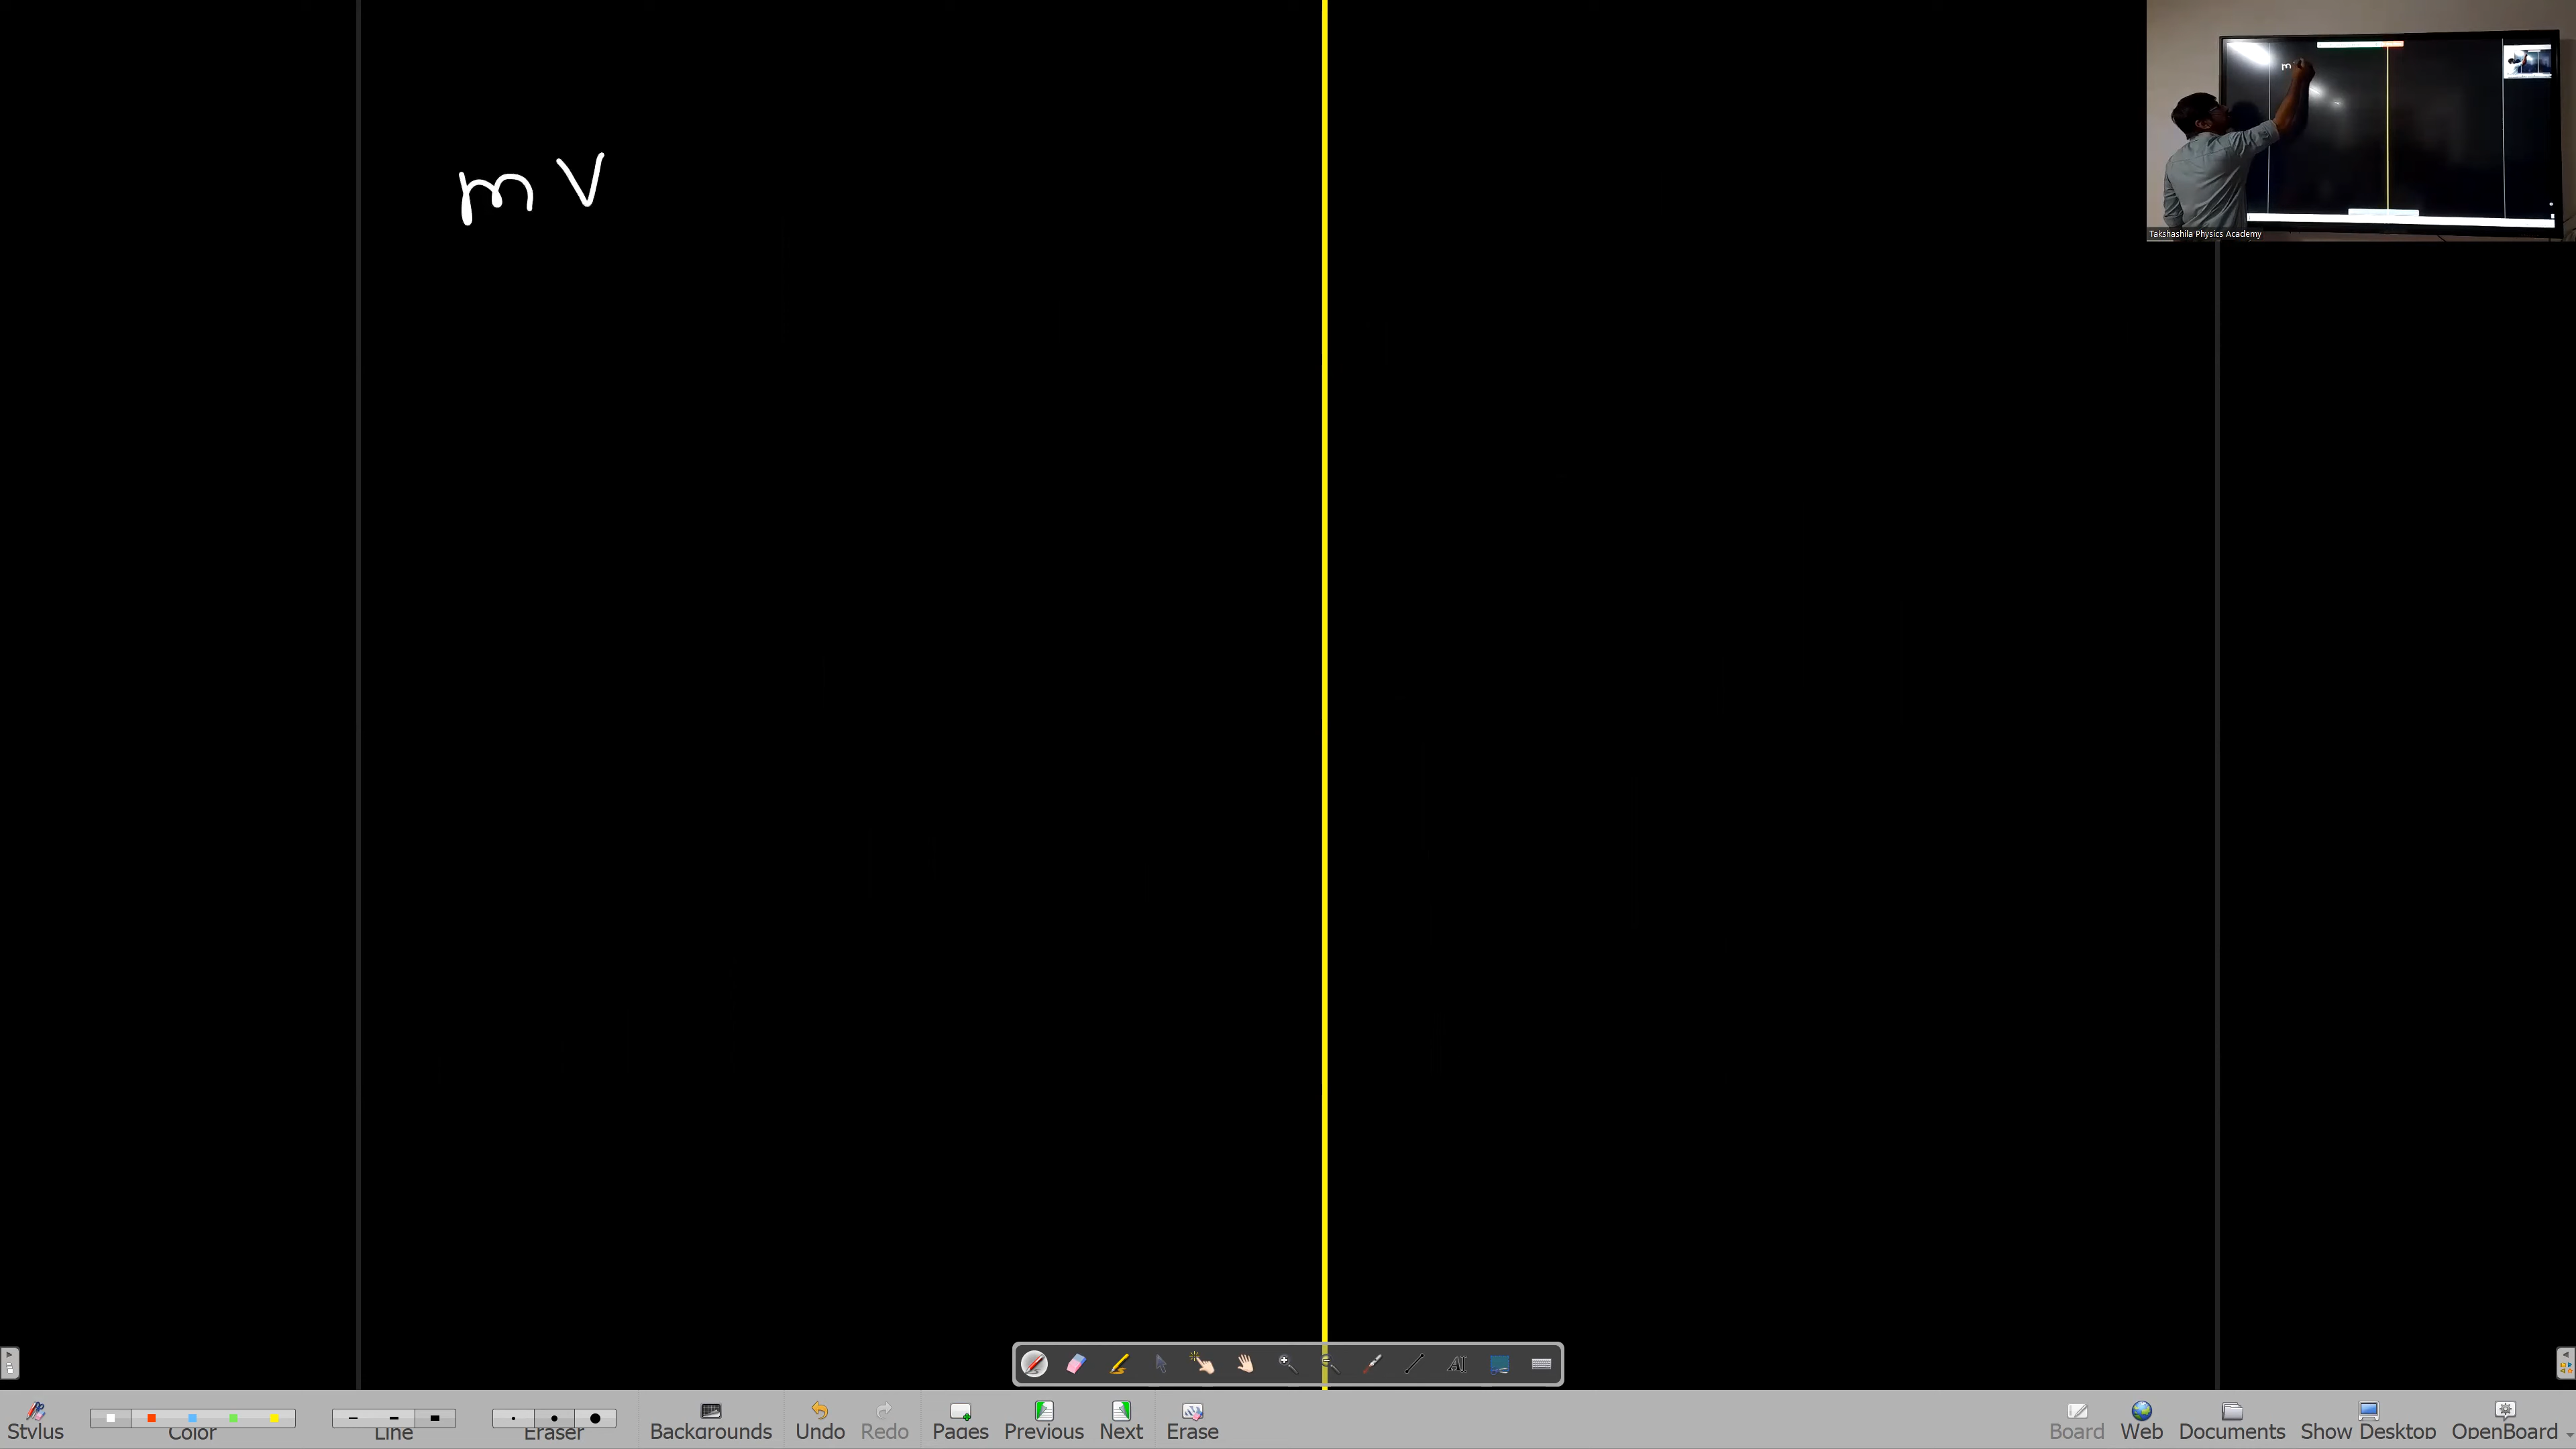 m V
Takshashila Physics Academy
Stylus
Color
Line
Eraser
Backgrounds
Undo
Redo
Pages
Previous
Next
Erase
Board
Web
Documents
Show Desktop
OpenBoard